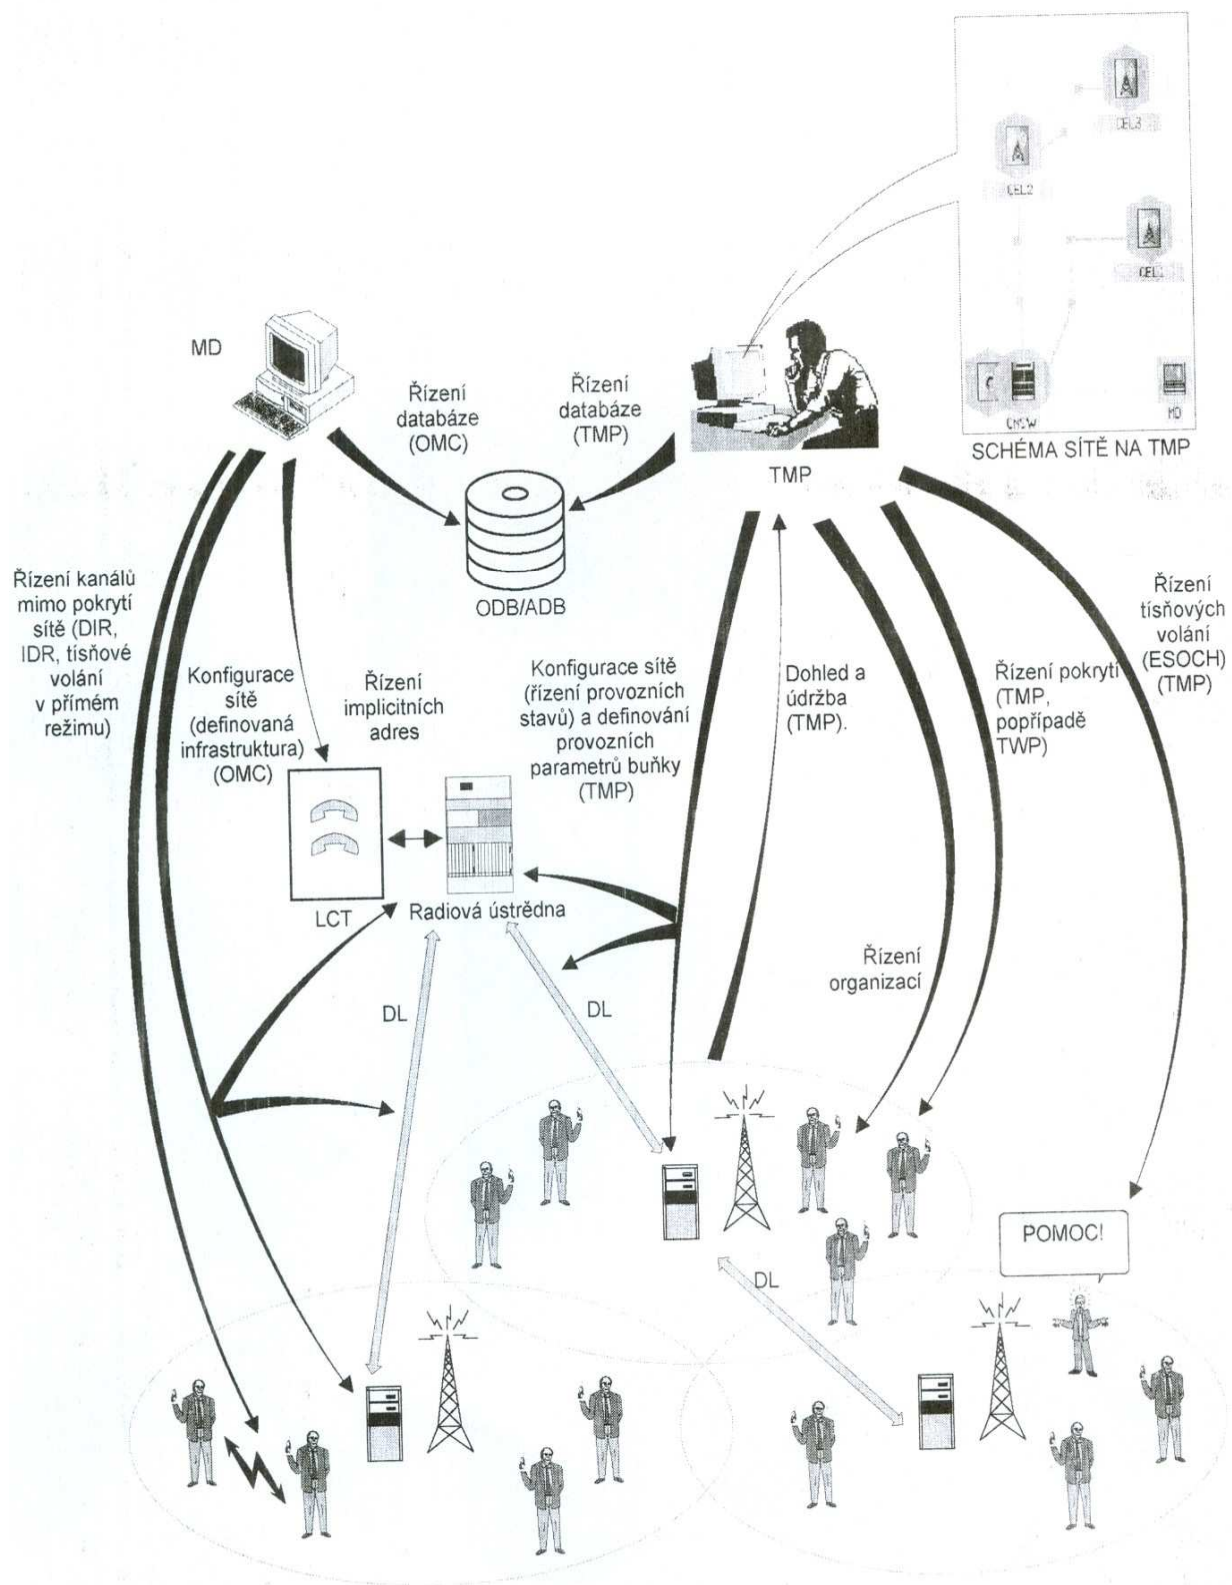 CEL3
CEL2
CEL1
CNSW
MD
SCHÉMA SÍTĚ NA TMP
MD
Řízení
databáze
(OMC)
Řízení
databáze
(TMP)
TMP
ODB/ADB
Řízení kanálů
mimo pokrytí
sítě (DIR,
IDR, tísňové
volání
v přímém
režimu)
Konfigurace
sítě
(definovaná
infrastruktura)
(OMC)
Řízení
implicitních
adres
Konfigurace sítě
(řízení provozních
stavů) a definování
provozních
parametrů buňky
(TMP)
Dohled a
údržba
(TMP).
Řízení pokrytí
(TMP,
popřípadě
TWP)
Řízení
tísňových
volání
(ESOCH)
(TMP)
LCT
Radiová ústrědna
Řízení
organizací
DL
DL
POMOC!
DL